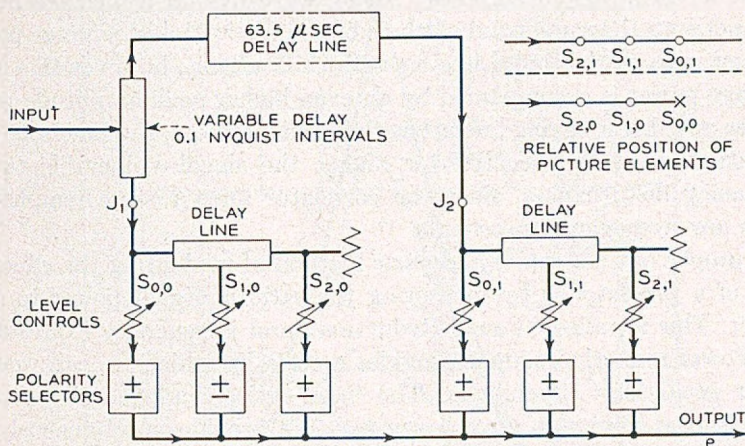 63.5 μSEC
DELAY LINE
S2,1 S1,1 S0,1
S2,0 S1,0 S0,0
RELATIVE POSITION OF
PICTURE ELEMENTS
INPUT
VARIABLE DELAY
0.1 NYQUIST INTERVALS
J1
J2
DELAY
LINE
DELAY
LINE
S0,0 S1,0 S2,0 S0,1 S1,1 S2,1
LEVEL
CONTROLS
POLARITY
SELECTORS
± ± ± ± ± ±
OUTPUT
e